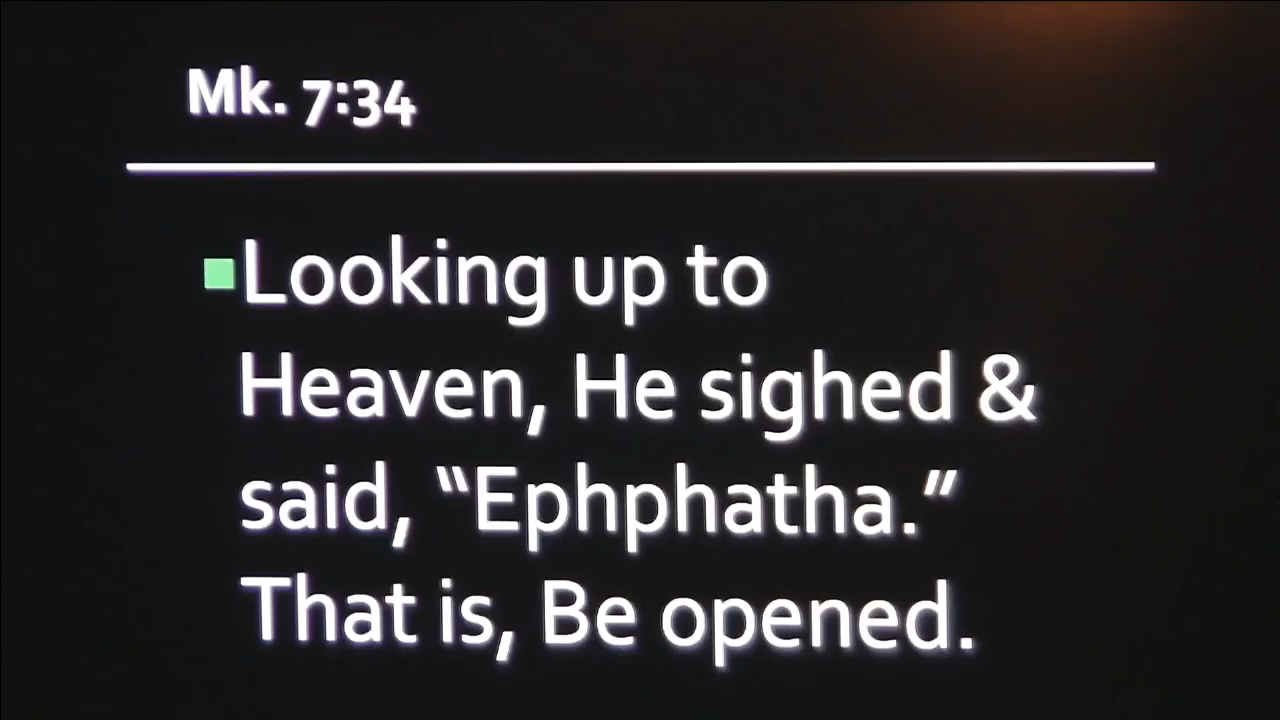 Mk. 7:34
Looking up to
Heaven, He sighed &
said, “Ephphatha.”
That is, Be opened.